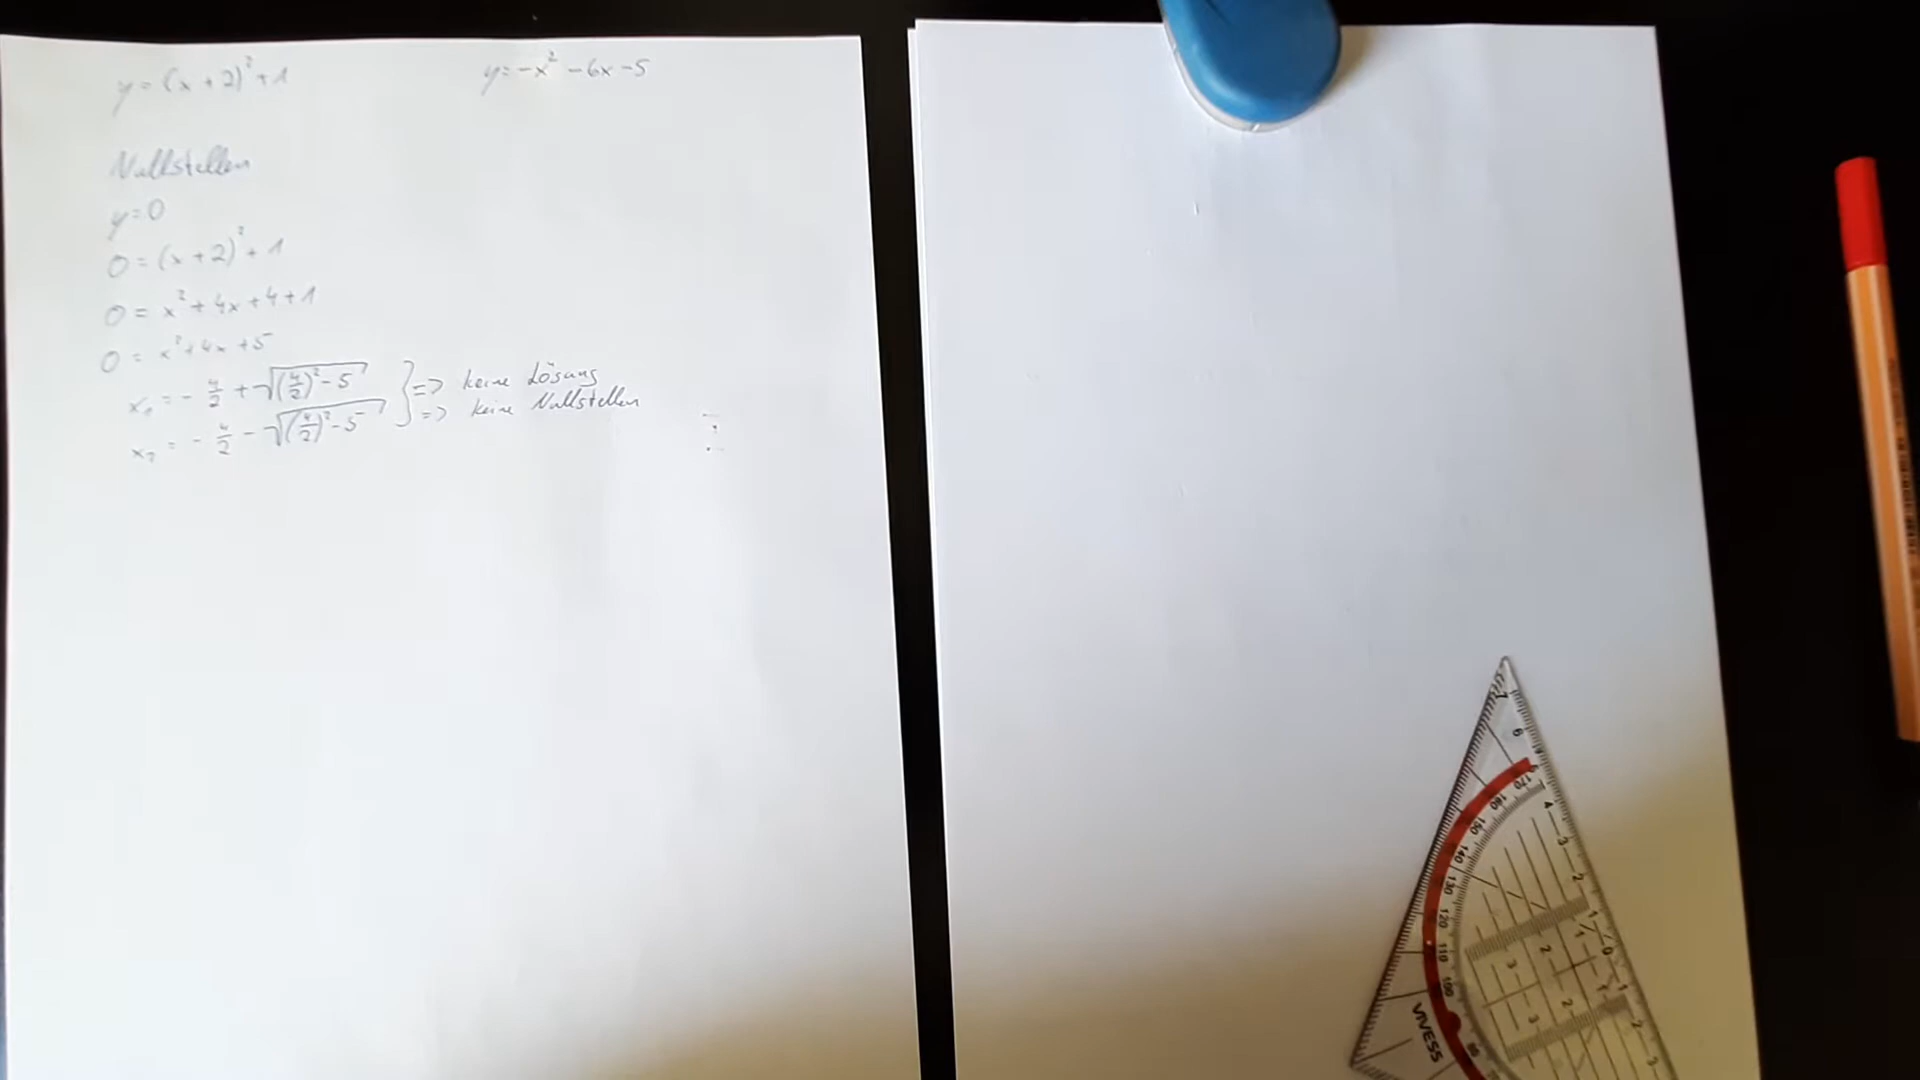 y = (x + 2)² + 1
y = -x² - 6x - 5
Nullstellen
y = 0
0 = (x + 2)² + 1
0 = x² + 4x + 4 + 1
0 = x² + 4x + 5
x₁ = - 4/2 + √((4/2)² - 5) } => keine Lösung
x₂ = - 4/2 - √((4/2)² - 5) => keine Nullstellen
VIVESS